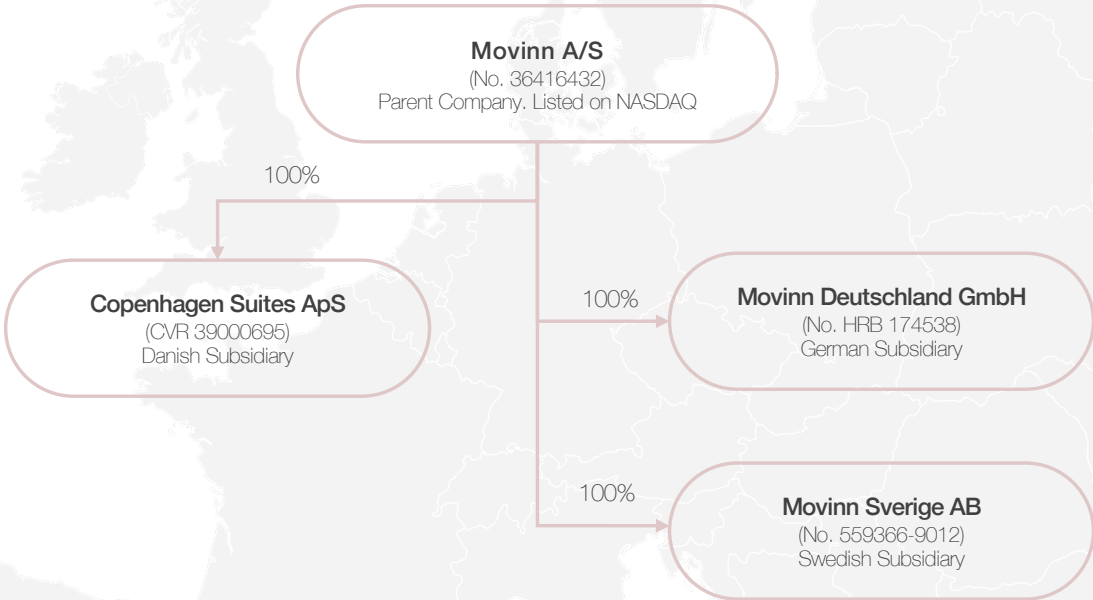 Movinn A/S
(No. 36416432)
Parent Company. Listed on NASDAQ
100%
Copenhagen Suites ApS
(CVR 39000695)
Danish Subsidiary
100%
Movinn Deutschland GmbH
(No. HRB 174538)
German Subsidiary
100%
Movinn Sverige AB
(No. 559366-9012)
Swedish Subsidiary